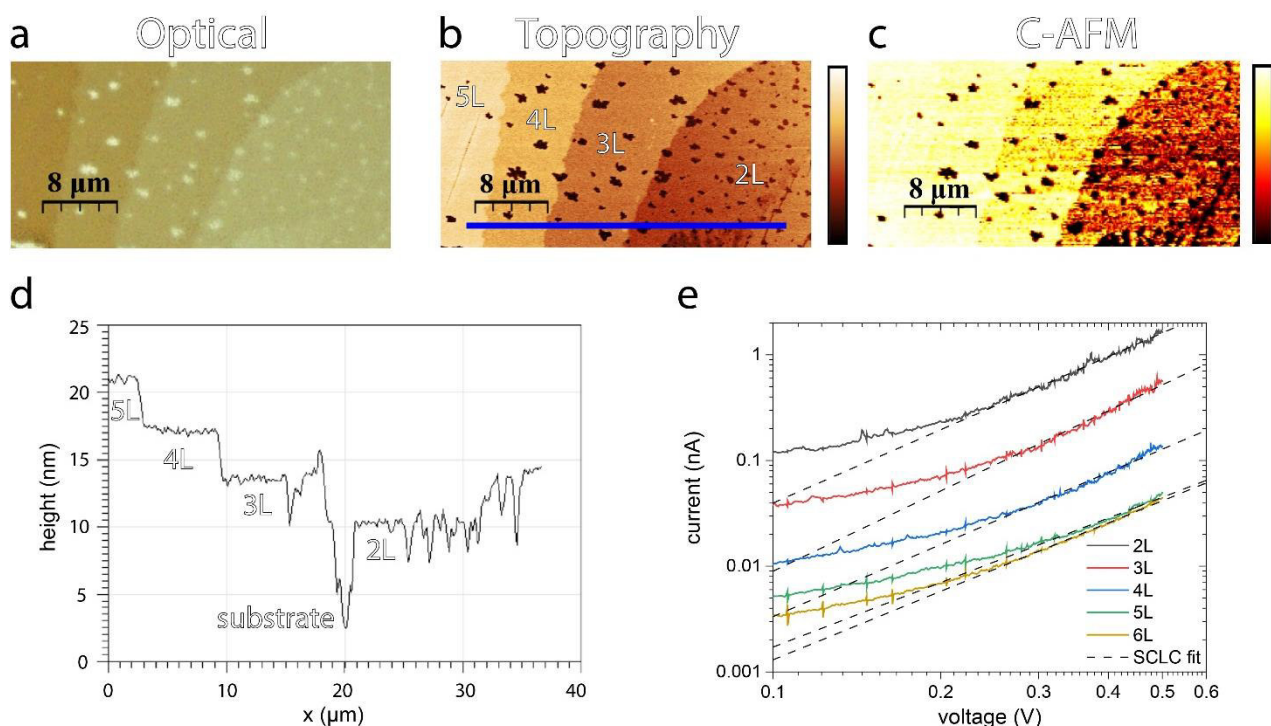 a
Optical
8 μm
b
Topography
5L
4L
3L
2L
8 μm
c
C-AFM
8 μm
d
25
20
15
10
5
0
height (nm)
0
10
20
30
40
x (μm)
5L
4L
3L
2L
substrate
e
1
0.1
0.01
0.001
current (nA)
0.1
0.2
0.3
0.4
0.5
0.6
voltage (V)
2L
3L
4L
5L
6L
SCLC fit